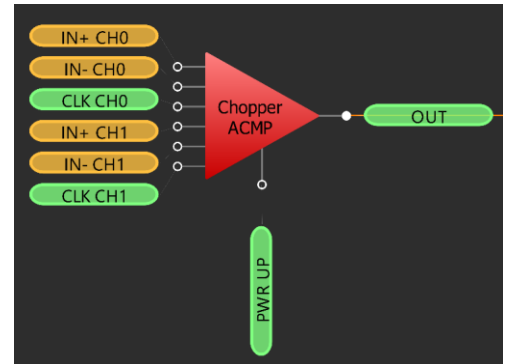 IN+ CH0
IN- CH0
CLK CH0
IN+ CH1
IN- CH1
CLK CH1
Chopper
ACMP
OUT
PWR UP